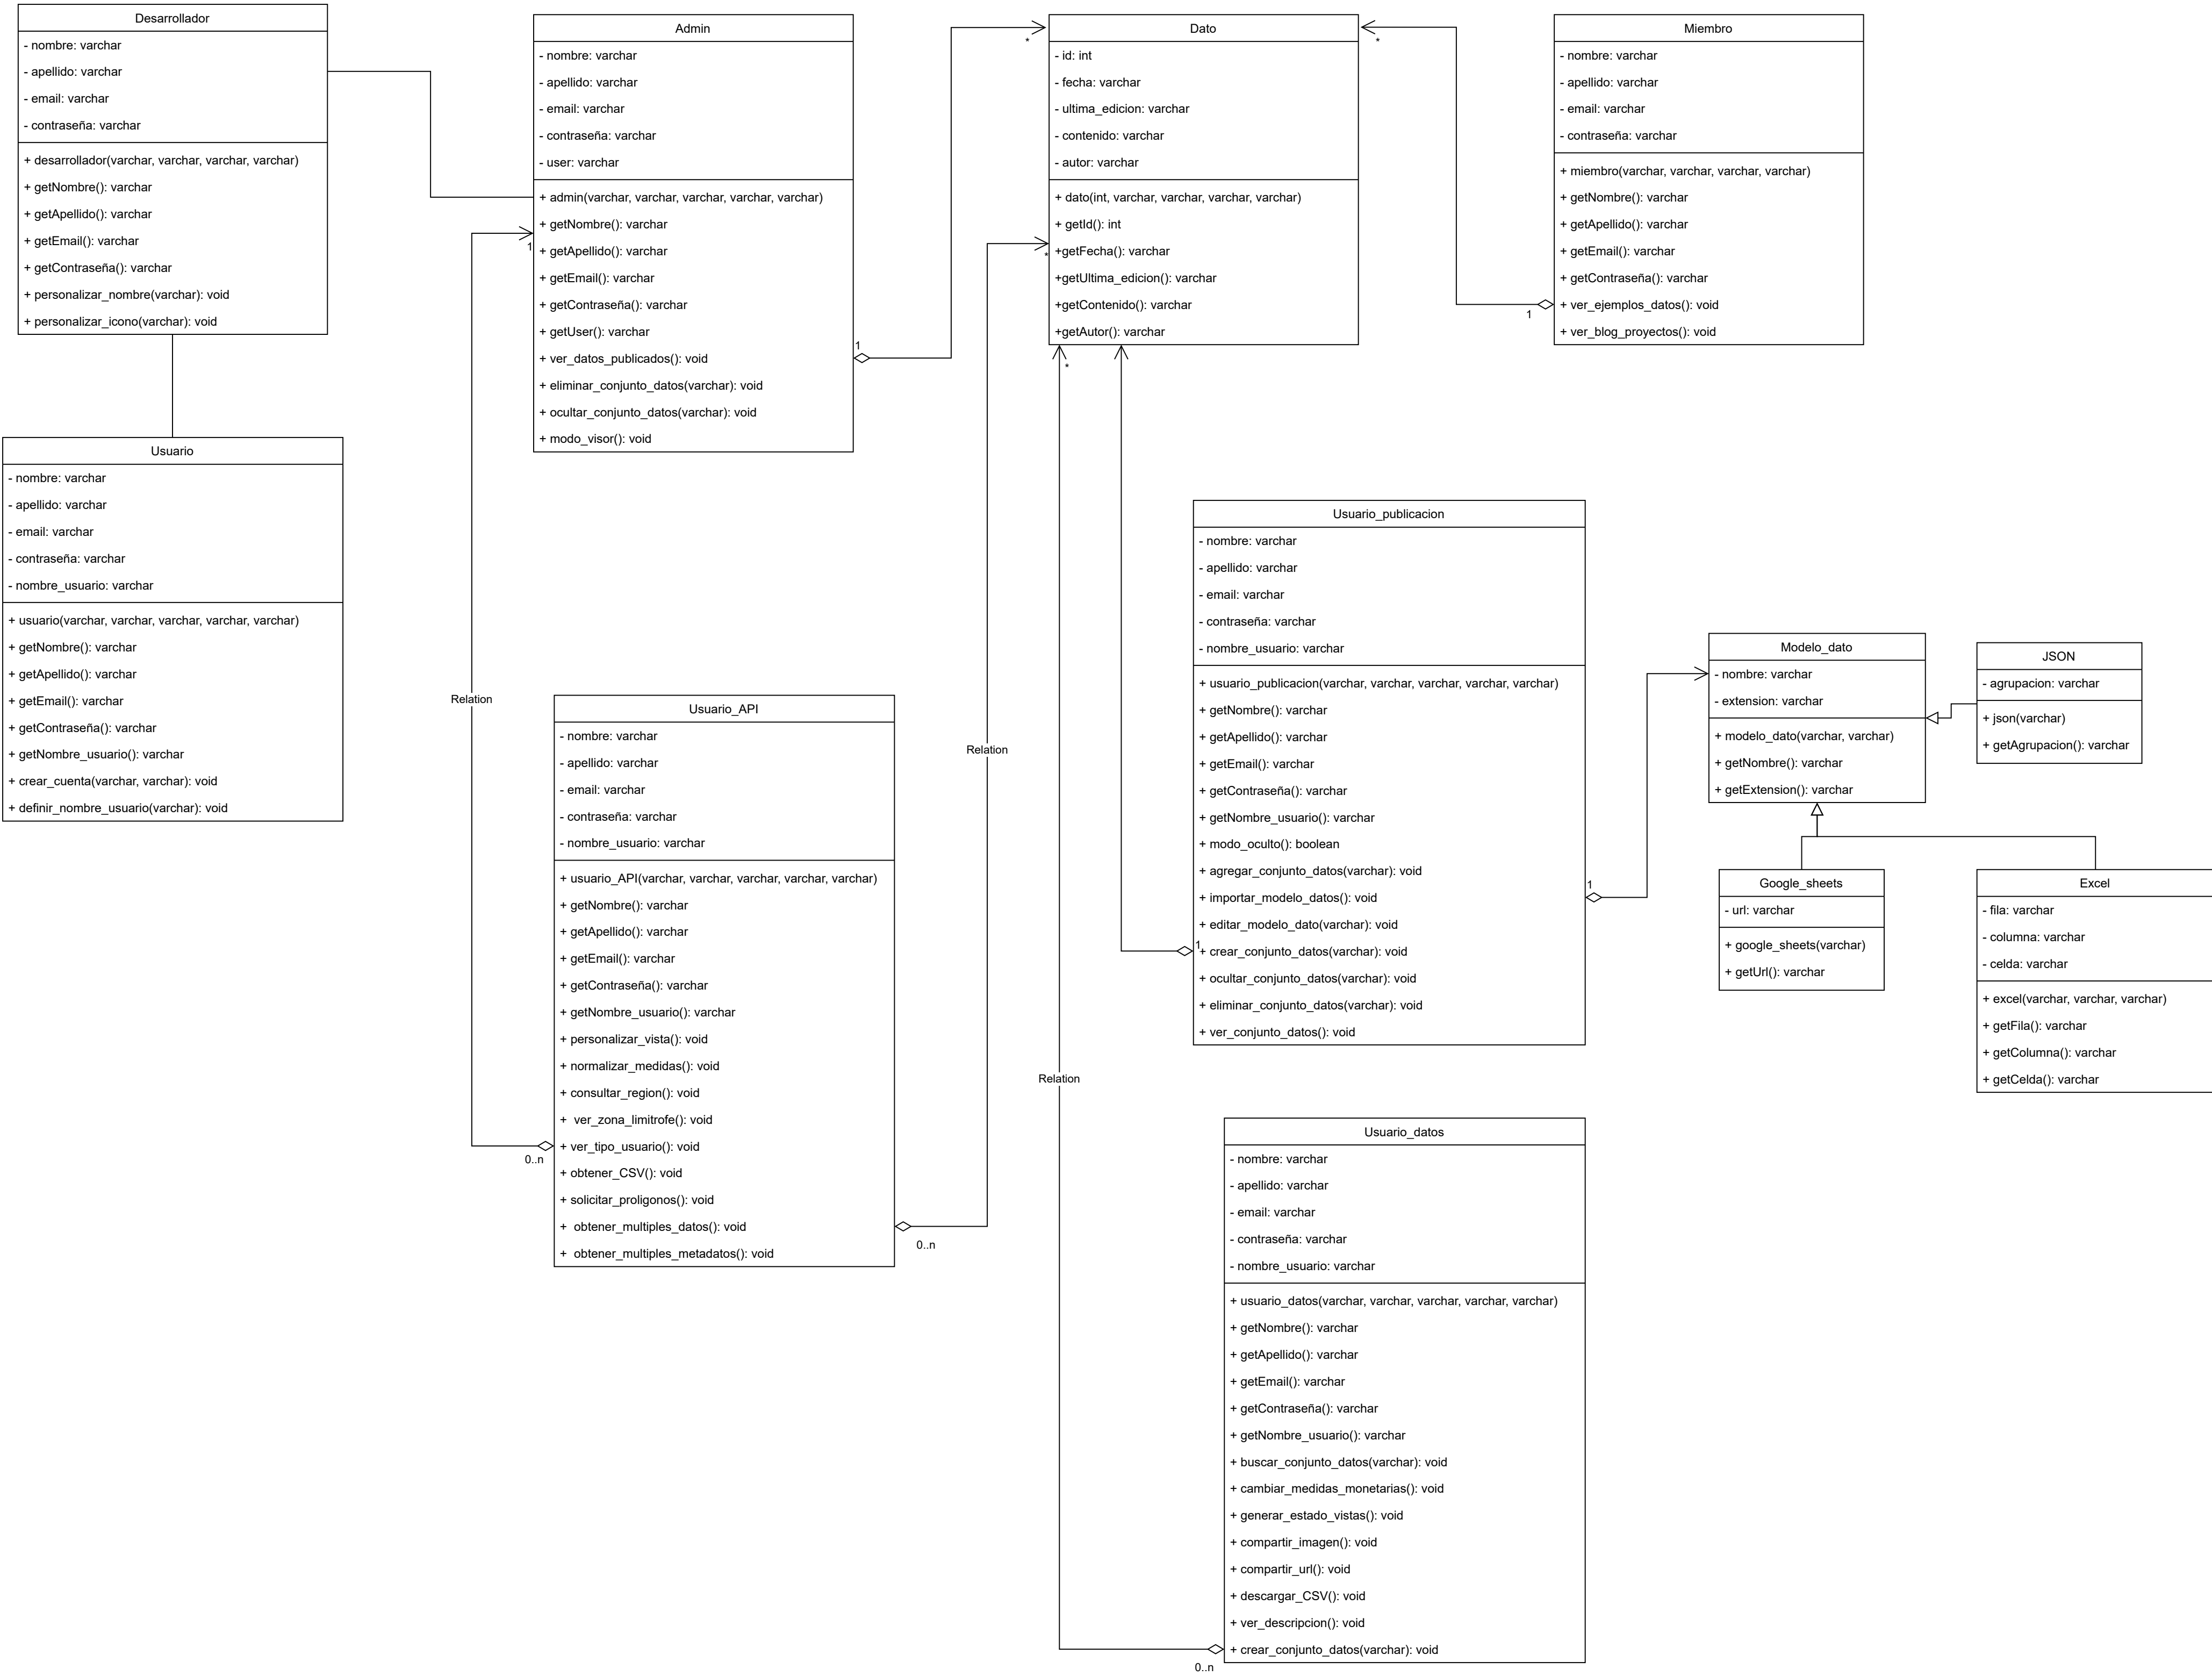 Desarrollador
- nombre: varchar
- apellido: varchar
- email: varchar
- contraseña: varchar
+ desarrollador(varchar, varchar, varchar, varchar)
+ getNombre(): varchar
+ getApellido(): varchar
+ getEmail(): varchar
+ getContraseña(): varchar
+ personalizar_nombre(varchar): void
+ personalizar_icono(varchar): void
Admin
- nombre: varchar
- apellido: varchar
- email: varchar
- contraseña: varchar
- user: varchar
+ admin(varchar, varchar, varchar, varchar, varchar)
+ getNombre(): varchar
+ getApellido(): varchar
+ getEmail(): varchar
+ getContraseña(): varchar
+ getUser(): varchar
+ ver_datos_publicados(): void
+ eliminar_conjunto_datos(varchar): void
+ ocultar_conjunto_datos(varchar): void
+ modo_visor(): void
1
1
*
Dato
- id: int
- fecha: varchar
- ultima_edicion: varchar
- contenido: varchar
- autor: varchar
+ dato(int, varchar, varchar, varchar, varchar)
+ getId(): int
+getFecha(): varchar
+getUltima_edicion(): varchar
+getContenido(): varchar
+getAutor(): varchar
*
*
*
Miembro
- nombre: varchar
- apellido: varchar
- email: varchar
- contraseña: varchar
+ miembro(varchar, varchar, varchar, varchar)
+ getNombre(): varchar
+ getApellido(): varchar
+ getEmail(): varchar
+ getContraseña(): varchar
+ ver_ejemplos_datos(): void
+ ver_blog_proyectos(): void
1
Usuario
- nombre: varchar
- apellido: varchar
- email: varchar
- contraseña: varchar
- nombre_usuario: varchar
+ usuario(varchar, varchar, varchar, varchar, varchar)
+ getNombre(): varchar
+ getApellido(): varchar
+ getEmail(): varchar
+ getContraseña(): varchar
+ getNombre_usuario(): varchar
+ crear_cuenta(varchar, varchar): void
+ definir_nombre_usuario(varchar): void
Relation
Usuario_API
- nombre: varchar
- apellido: varchar
- email: varchar
- contraseña: varchar
- nombre_usuario: varchar
+ usuario_API(varchar, varchar, varchar, varchar, varchar)
+ getNombre(): varchar
+ getApellido(): varchar
+ getEmail(): varchar
+ getContraseña(): varchar
+ getNombre_usuario(): varchar
+ personalizar_vista(): void
+ normalizar_medidas(): void
+ consultar_region(): void
+ ver_zona_limitrofe(): void
+ ver_tipo_usuario(): void
+ obtener_CSV(): void
+ solicitar_proligonos(): void
+ obtener_multiples_datos(): void
+ obtener_multiples_metadatos(): void
0..n
0..n
Relation
Relation
Usuario_publicacion
- nombre: varchar
- apellido: varchar
- email: varchar
- contraseña: varchar
- nombre_usuario: varchar
+ usuario_publicacion(varchar, varchar, varchar, varchar, varchar)
+ getNombre(): varchar
+ getApellido(): varchar
+ getEmail(): varchar
+ getContraseña(): varchar
+ getNombre_usuario(): varchar
+ modo_oculto(): boolean
+ agregar_conjunto_datos(varchar): void
+ importar_modelo_datos(): void
+ editar_modelo_dato(varchar): void
+ crear_conjunto_datos(varchar): void
+ ocultar_conjunto_datos(varchar): void
+ eliminar_conjunto_datos(varchar): void
+ ver_conjunto_datos(): void
1
1
Modelo_dato
- nombre: varchar
- extension: varchar
+ modelo_dato(varchar, varchar)
+ getNombre(): varchar
+ getExtension(): varchar
JSON
- agrupacion: varchar
+ json(varchar)
+ getAgrupacion(): varchar
Google_sheets
- url: varchar
+ google_sheets(varchar)
+ getUrl(): varchar
Excel
- fila: varchar
- columna: varchar
- celda: varchar
+ excel(varchar, varchar, varchar)
+ getFila(): varchar
+ getColumna(): varchar
+ getCelda(): varchar
Usuario_datos
- nombre: varchar
- apellido: varchar
- email: varchar
- contraseña: varchar
- nombre_usuario: varchar
+ usuario_datos(varchar, varchar, varchar, varchar, varchar)
+ getNombre(): varchar
+ getApellido(): varchar
+ getEmail(): varchar
+ getContraseña(): varchar
+ getNombre_usuario(): varchar
+ buscar_conjunto_datos(varchar): void
+ cambiar_medidas_monetarias(): void
+ generar_estado_vistas(): void
+ compartir_imagen(): void
+ compartir_url(): void
+ descargar_CSV(): void
+ ver_descripcion(): void
+ crear_conjunto_datos(varchar): void
0..n